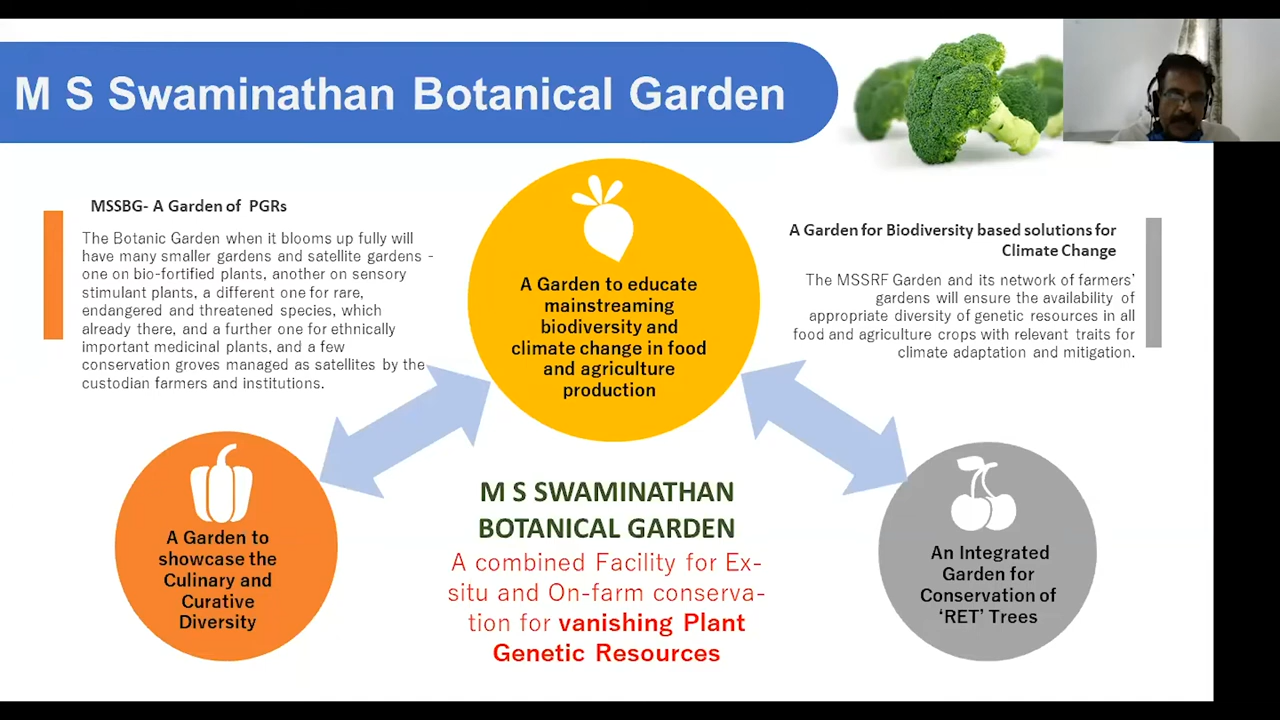 M S Swaminathan Botanical Garden
MSSBG- A Garden of PGRs
The Botanic Garden when it blooms up fully will
have many smaller gardens and satellite gardens -
one on bio-fortified plants, another on sensory
stimulant plants, a different one for rare,
endangered and threatened species, which
already there, and a further one for ethnically
important medicinal plants, and a few
conservation groves managed as satellites by the
custodian farmers and institutions.
A Garden to educate
mainstreaming
biodiversity and
climate change in food
and agriculture
production
A Garden for Biodiversity based solutions for
Climate Change
The MSSRF Garden and its network of farmers’
gardens will ensure the availability of
appropriate diversity of genetic resources in all
food and agriculture crops with relevant traits for
climate adaptation and mitigation.
A Garden to
showcase the
Culinary and
Curative
Diversity
M S SWAMINATHAN
BOTANICAL GARDEN
A combined Facility for Ex-
situ and On-farm conserva-
tion for vanishing Plant
Genetic Resources
An Integrated
Garden for
Conservation of
‘RET’ Trees